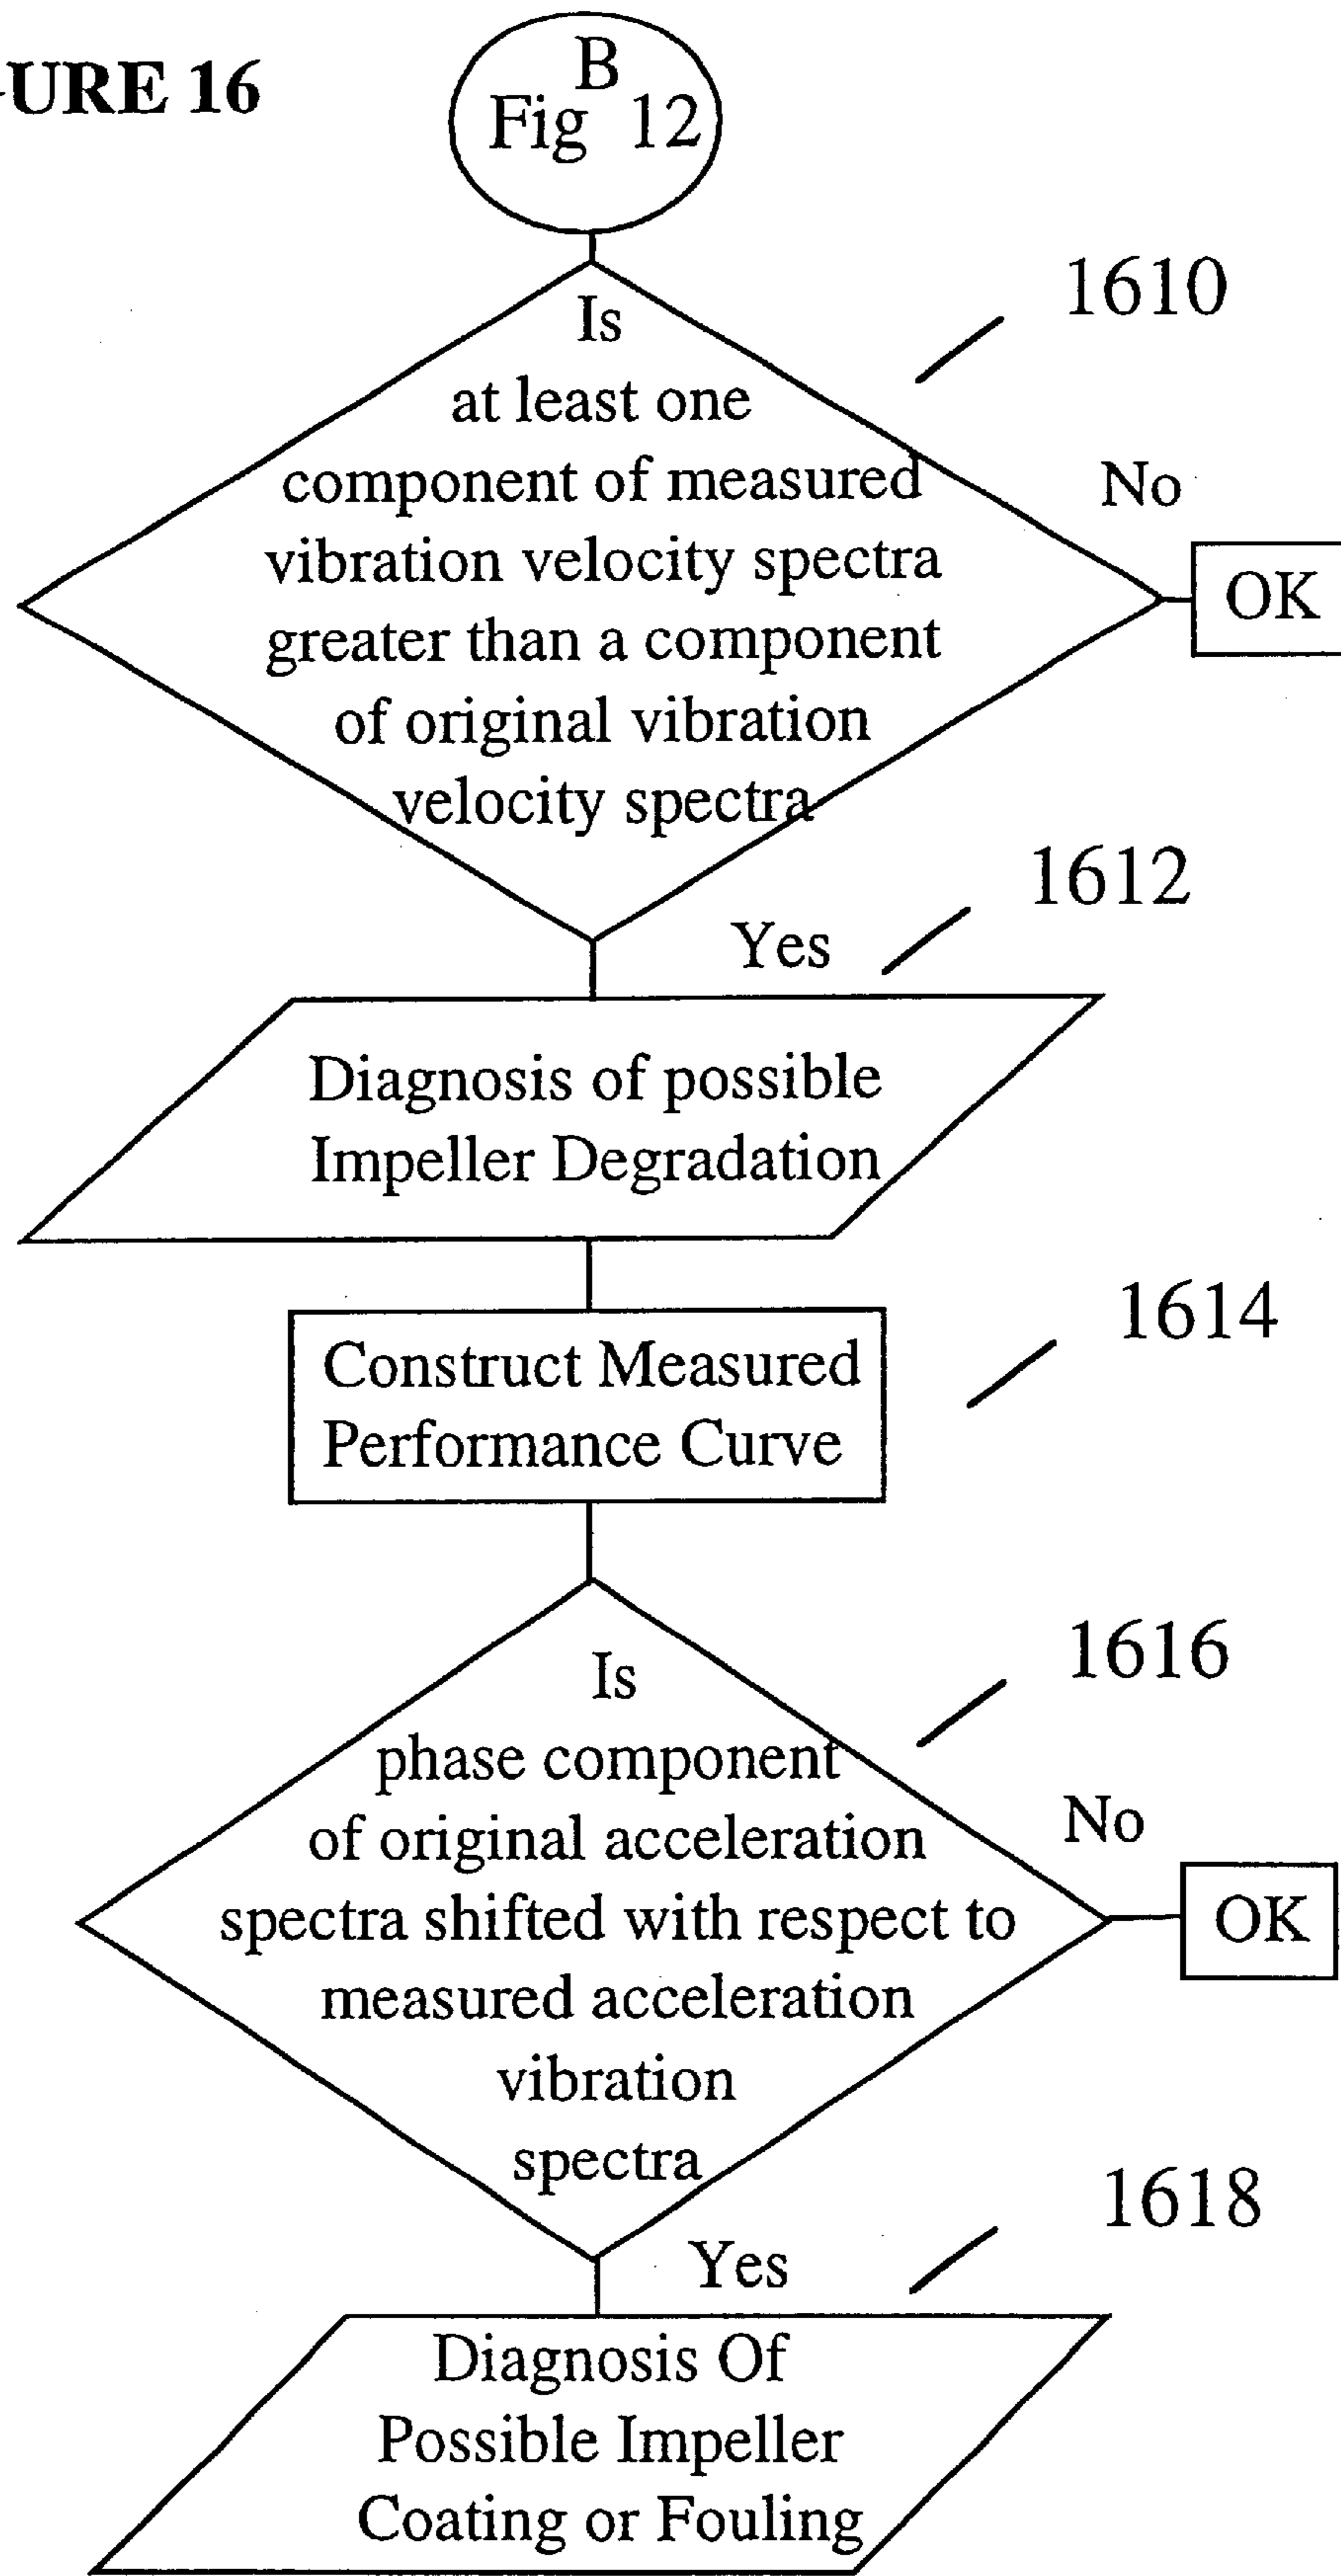 URE 16
B
Fig 12
1610
Is
at least one
component of measured
vibration velocity spectra
greater than a component
of original vibration
velocity spectra
No
OK
1612
Yes
Diagnosis of possible
Impeller Degradation
1614
Construct Measured
Performance Curve
1616
Is
phase component
of original acceleration
spectra shifted with respect to
measured acceleration
vibration
spectra
No
OK
1618
Yes
Diagnosis Of
Possible Impeller
Coating or Fouling